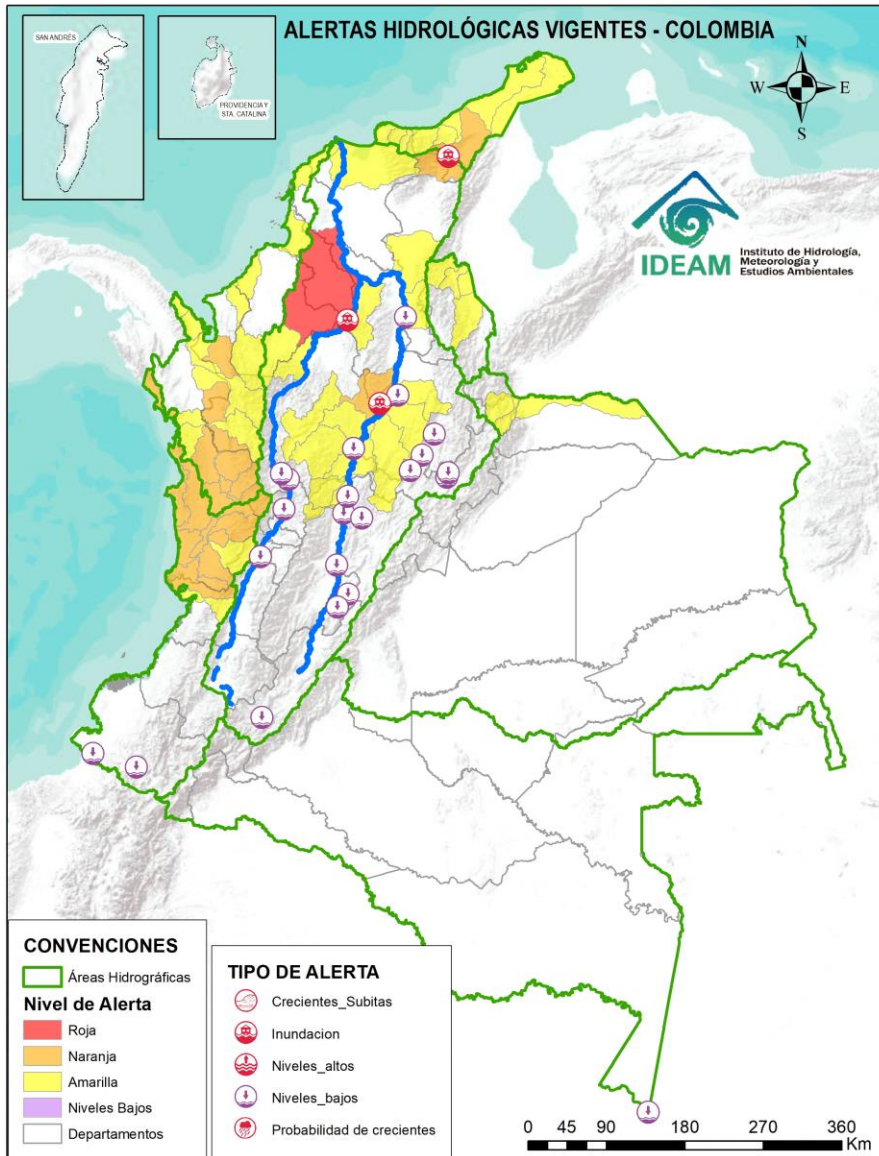 ALERTAS HIDROLÓGICAS VIGENTES - COLOMBIA
SAN ANDRÉS
PROVIDENCIA Y
STA. CATALINA
N
W
E
S
IDEAM
Instituto de Hidrología,
Meteorología y
Estudios Ambientales
CONVENCIONES
Áreas Hidrográficas
Nivel de Alerta
Roja
Naranja
Amarilla
Niveles Bajos
Departamentos
TIPO DE ALERTA
Crecientes_Subitas
Inundacion
Niveles_altos
Niveles_bajos
Probabilidad de crecientes
0 45 90 180 270 360
Km